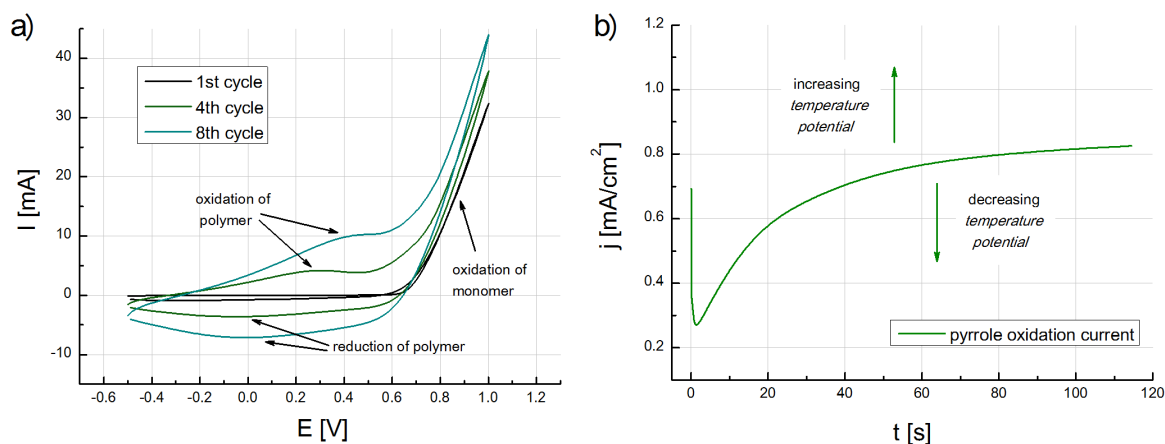 a)
I [mA]
40
30
20
10
0
-10
1st cycle
4th cycle
8th cycle
oxidation of
polymer
oxidation of
monomer
reduction of polymer
-0.6 -0.4 -0.2 0.0 0.2 0.4 0.6 0.8 1.0 1.2
E [V]
b)
j [mA/cm²]
1.2
1.0
0.8
0.6
0.4
0.2
increasing
temperature
potential
decreasing
temperature
potential
pyrrole oxidation current
0 20 40 60 80 100 120
t [s]